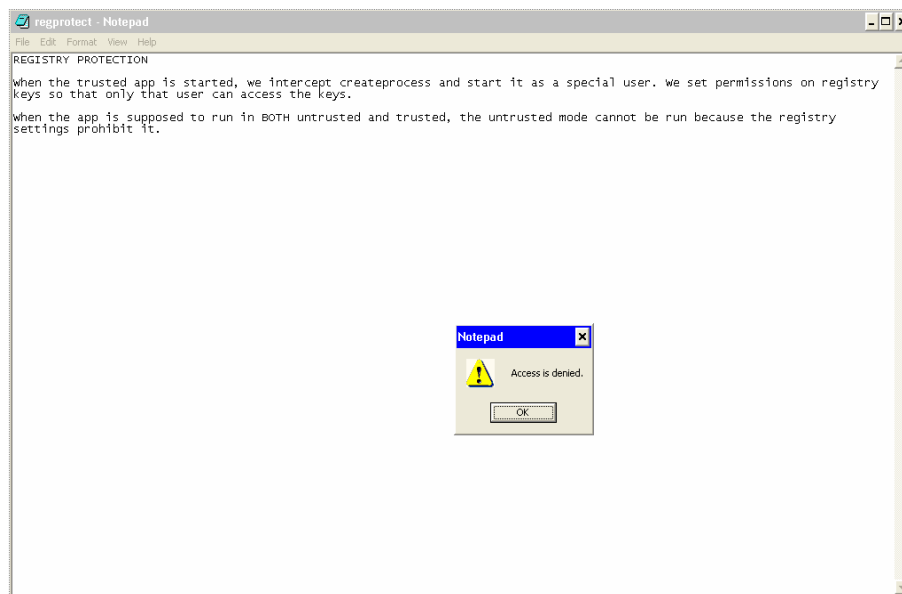 regprotect - Notepad
File Edit Format View Help
REGISTRY PROTECTION
When the trusted app is started, we intercept createprocess and start it as a special user. We set permissions on registry
keys so that only that user can access the keys.
When the app is supposed to run in BOTH untrusted and trusted, the untrusted mode cannot be run because the registry
settings prohibit it.
Notepad
Access is denied.
OK